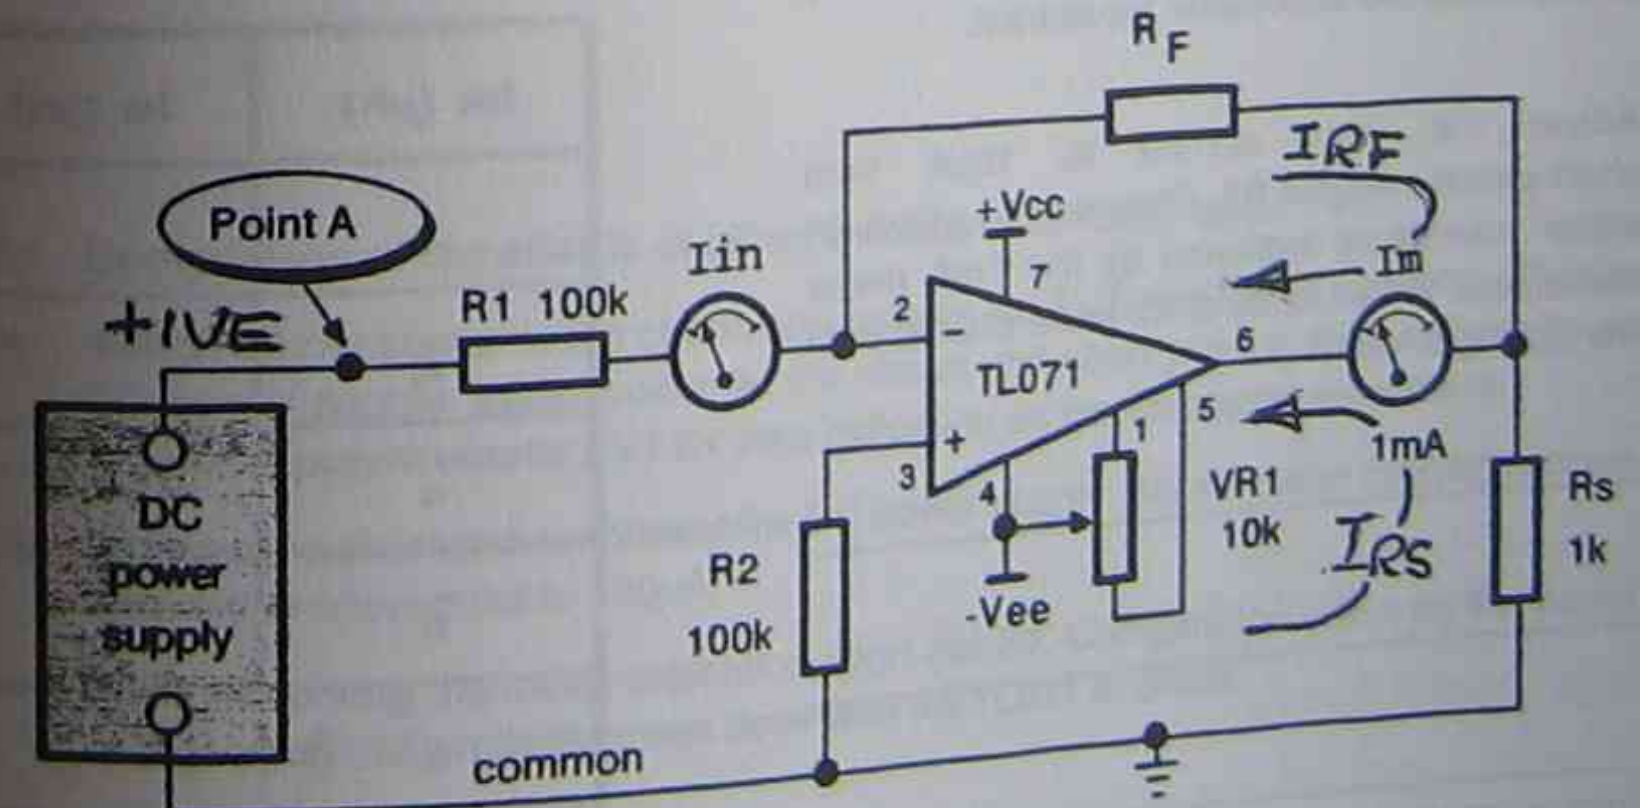 R F
IRF
+Vcc
Point A
Iin
7
Im
R1 100k
2
+IVE
−
6
TL071
5
+
1
1mA
3
4
VR1
10k
Rs
1k
DC
power
supply
R2
100k
IRS
-Vee
common